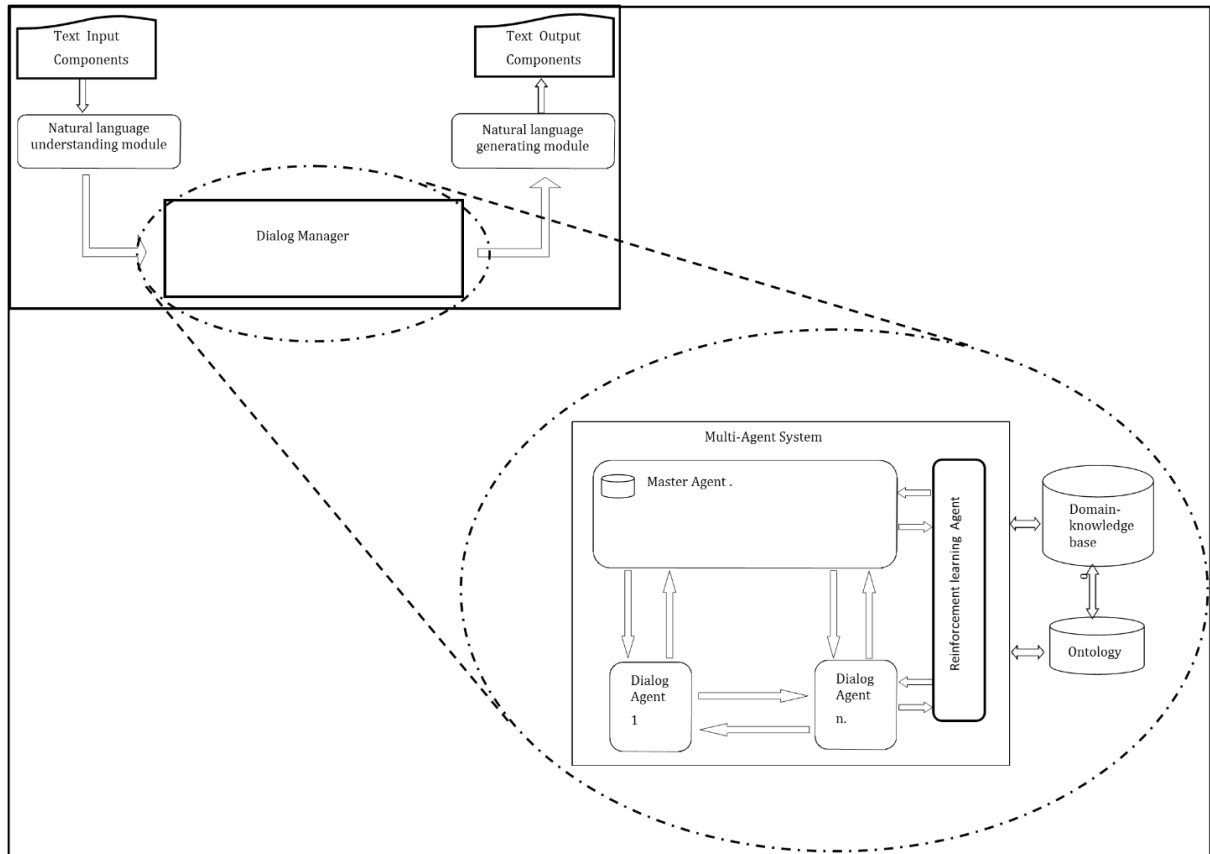 Text Input
Components
Text Output
Components
Natural language
understanding module
Natural language
generating module
Dialog Manager
Multi-Agent System
Master Agent .
Reinforcement learning Agent
Domain-
knowledge
base
g
Ontology
Dialog
Agent
1
Dialog
Agent
n.